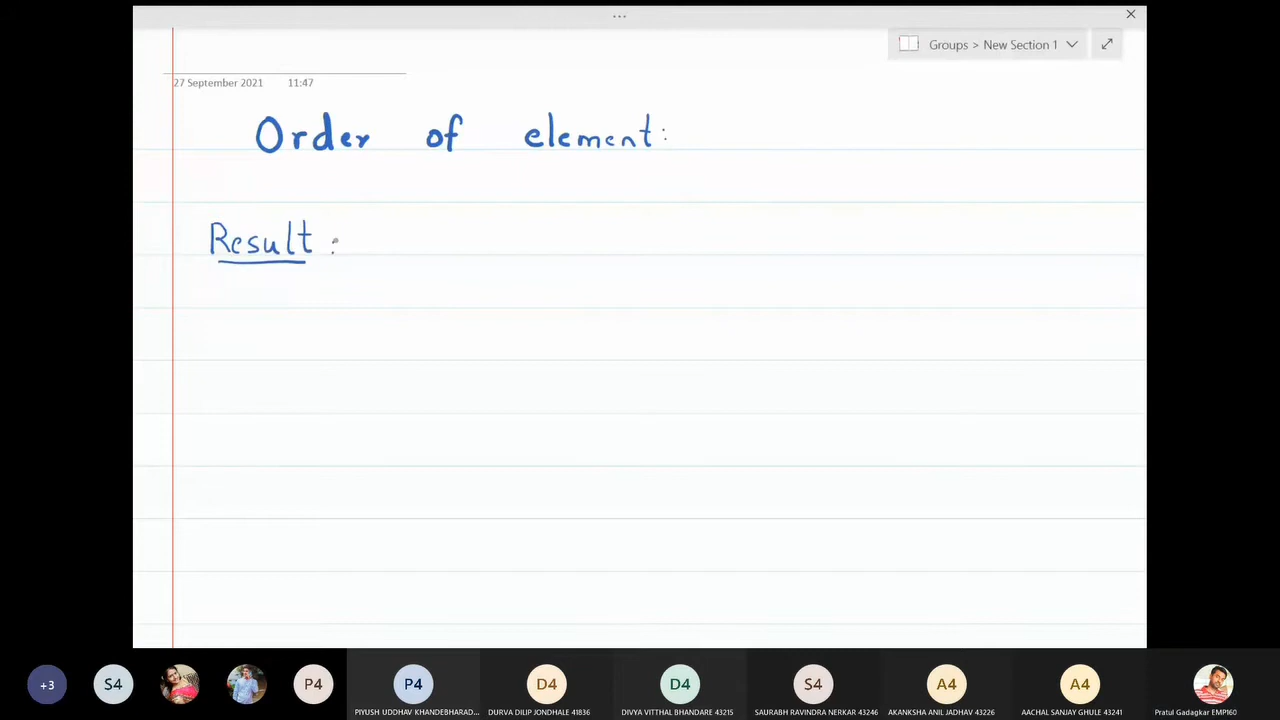 ...
Groups > New Section 1
27 September 2021 11:47
Order of element:
Result :
+3 S4 P4 P4 D4 D4 S4 A4 A4
PIYUSH UDDHAV KHANDEBHARAD... DURVA DILIP JONDHALE 41836 DIVYA VITTHAL BHANDARE 43215 SAURABH RAVINDRA NERKAR 43246 AKANKSHA ANIL JADHAV 43226 AACHAL SANJAY GHULE 43241 Pratul Gadagkar EMP160